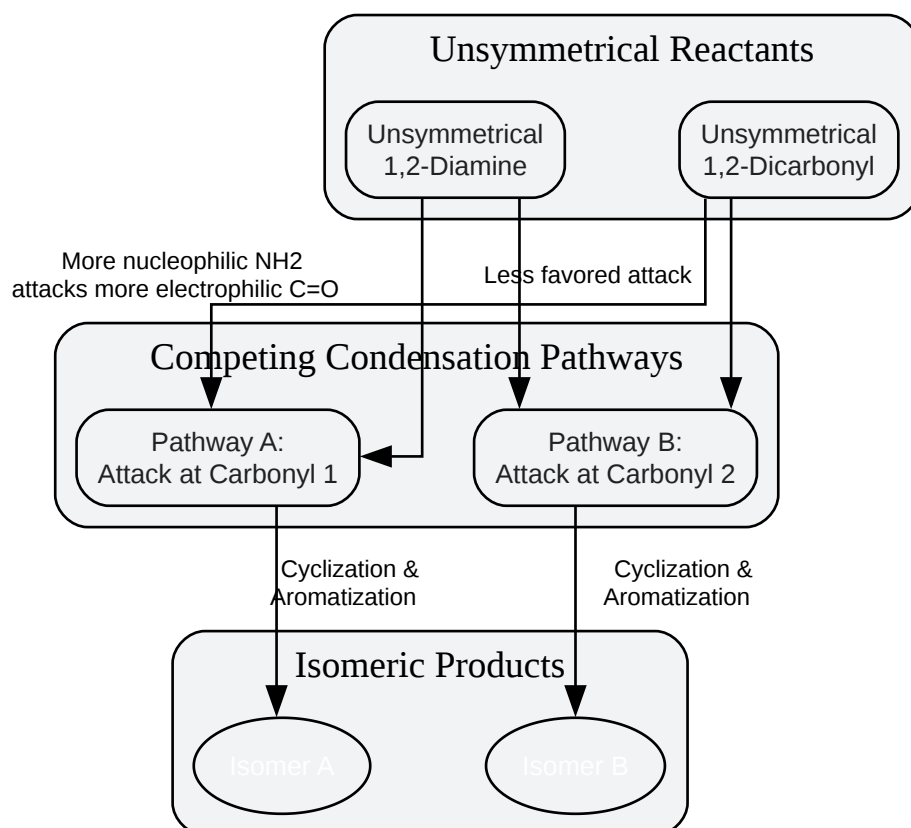 Unsymmetrical Reactants
Unsymmetrical
1,2-Diamine
Unsymmetrical
1,2-Dicarbonyl
More nucleophilic NH2
attacks more electrophilic C=O
Less favored attack
Competing Condensation Pathways
Pathway A:
Attack at Carbonyl 1
Pathway B:
Attack at Carbonyl 2
Cyclization &
Aromatization
Cyclization &
Aromatization
Isomeric Products
Isomer A
Isomer B